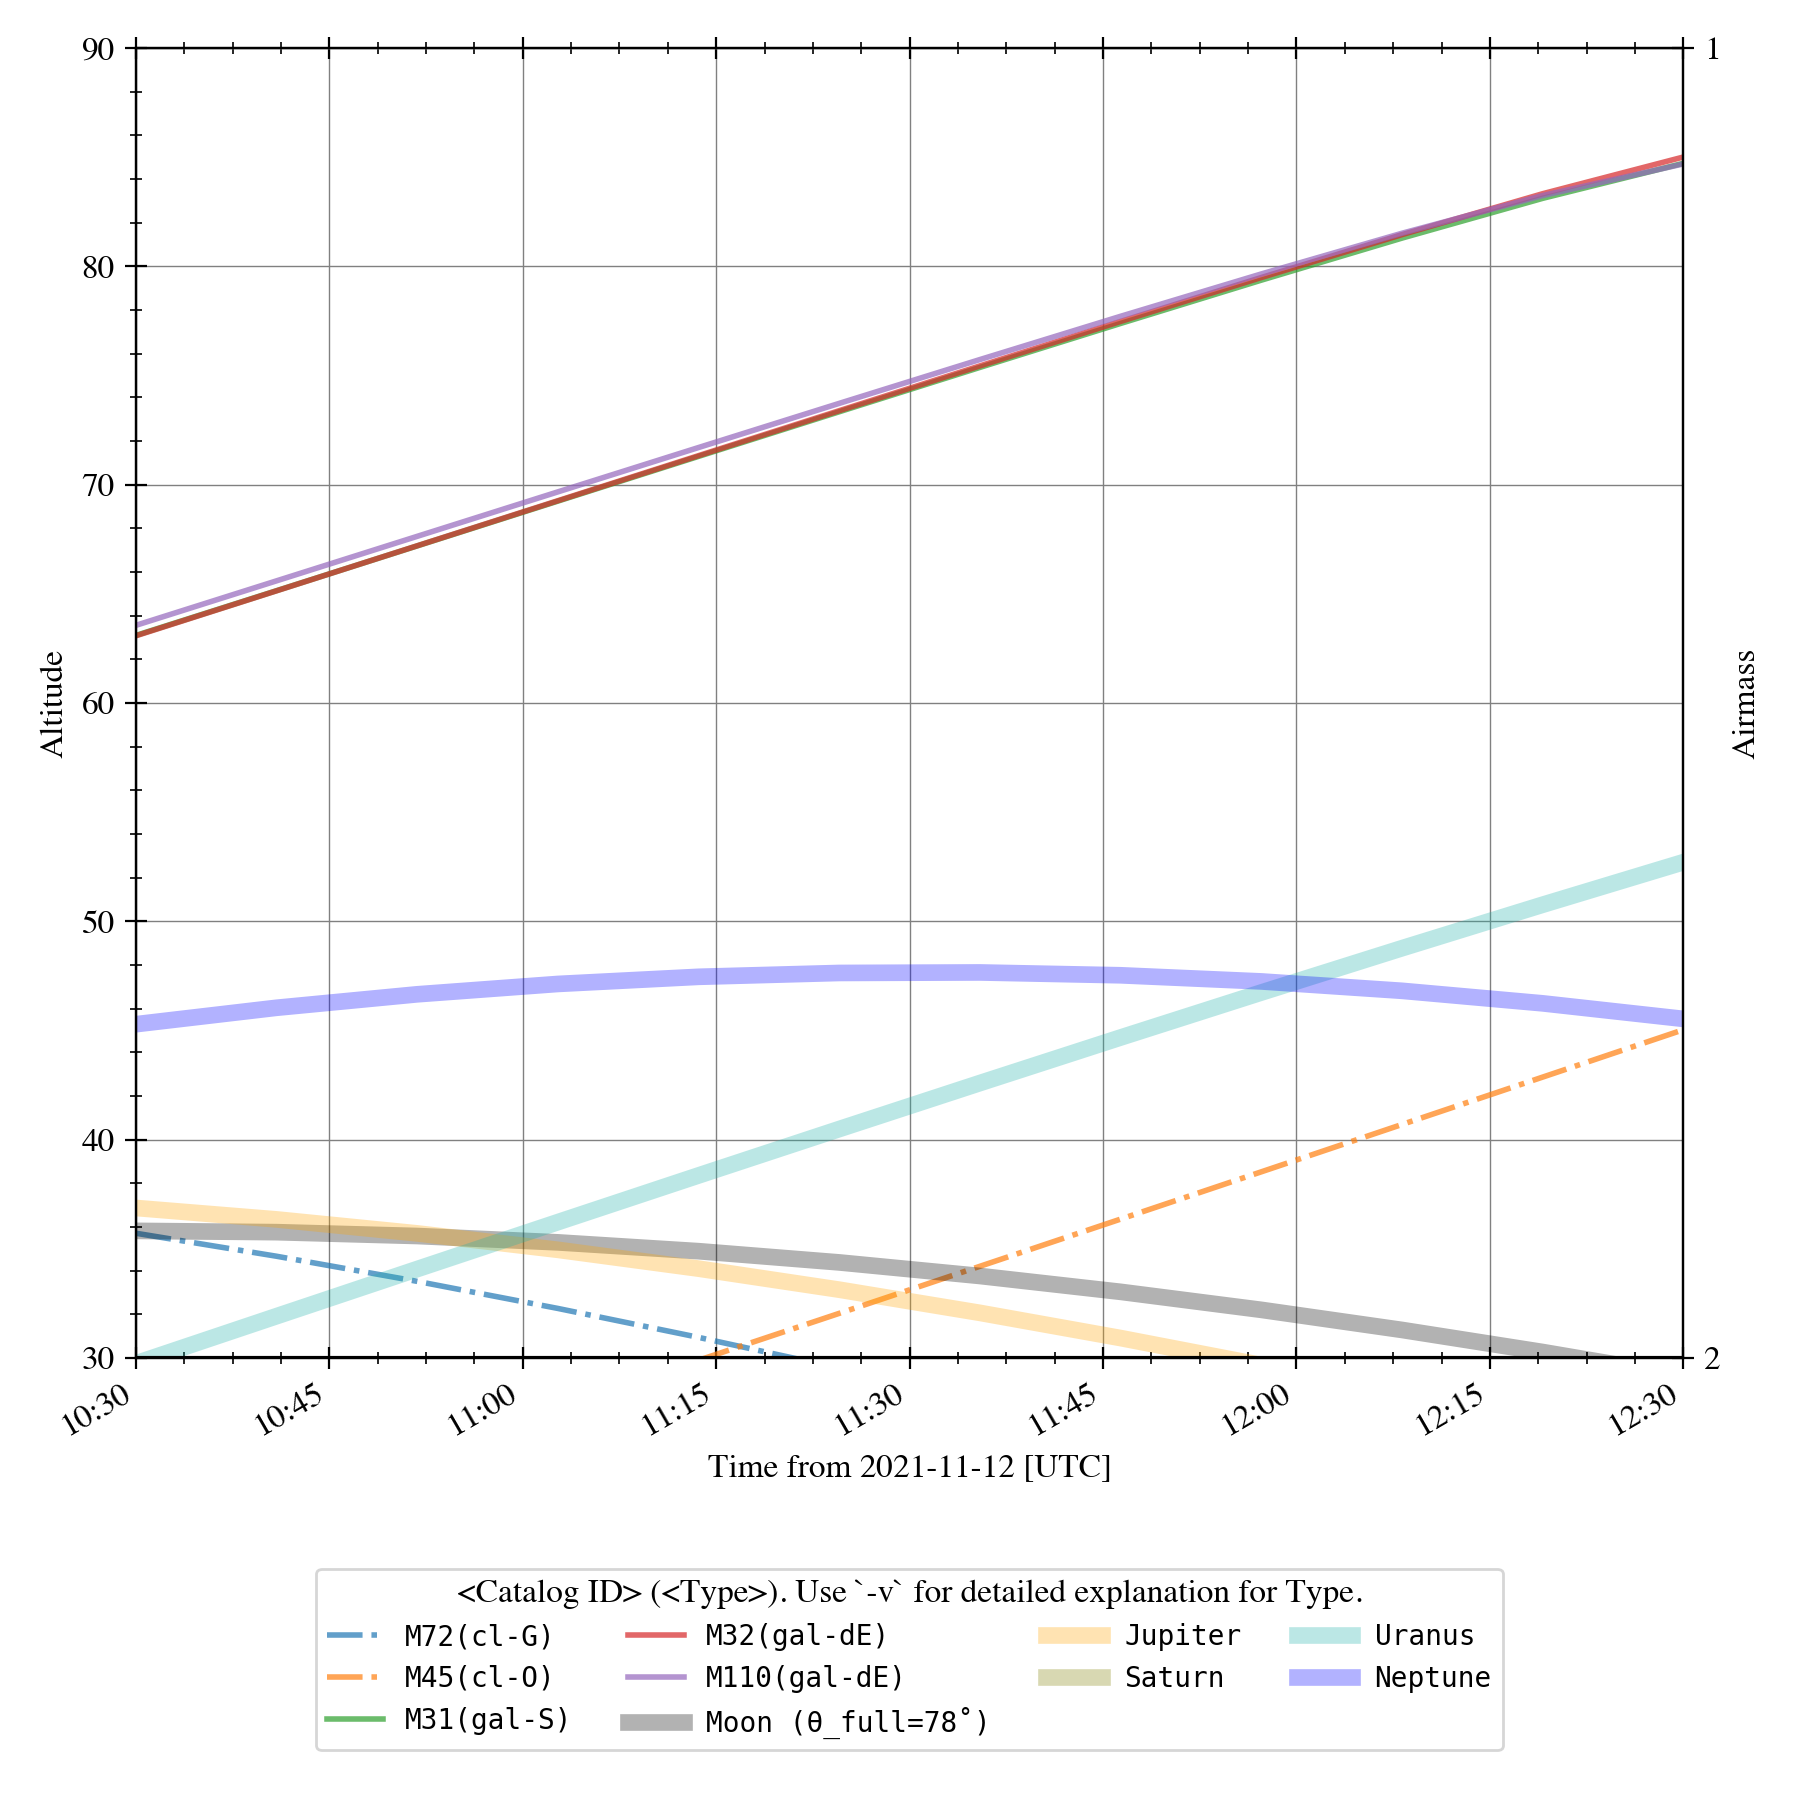 90
80
70
60
50
40
30
Altitude
1
2
Airmass
10:30 10:45 11:00 11:15 11:30 11:45 12:00 12:15 12:30
Time from 2021-11-12 [UTC]
<Catalog ID> (<Type>). Use `-v` for detailed explanation for Type.
M72(cl-G) M32(gal-dE) Jupiter Uranus
M45(cl-O) M110(gal-dE) Saturn Neptune
M31(gal-S) Moon (θ_full=78˚)